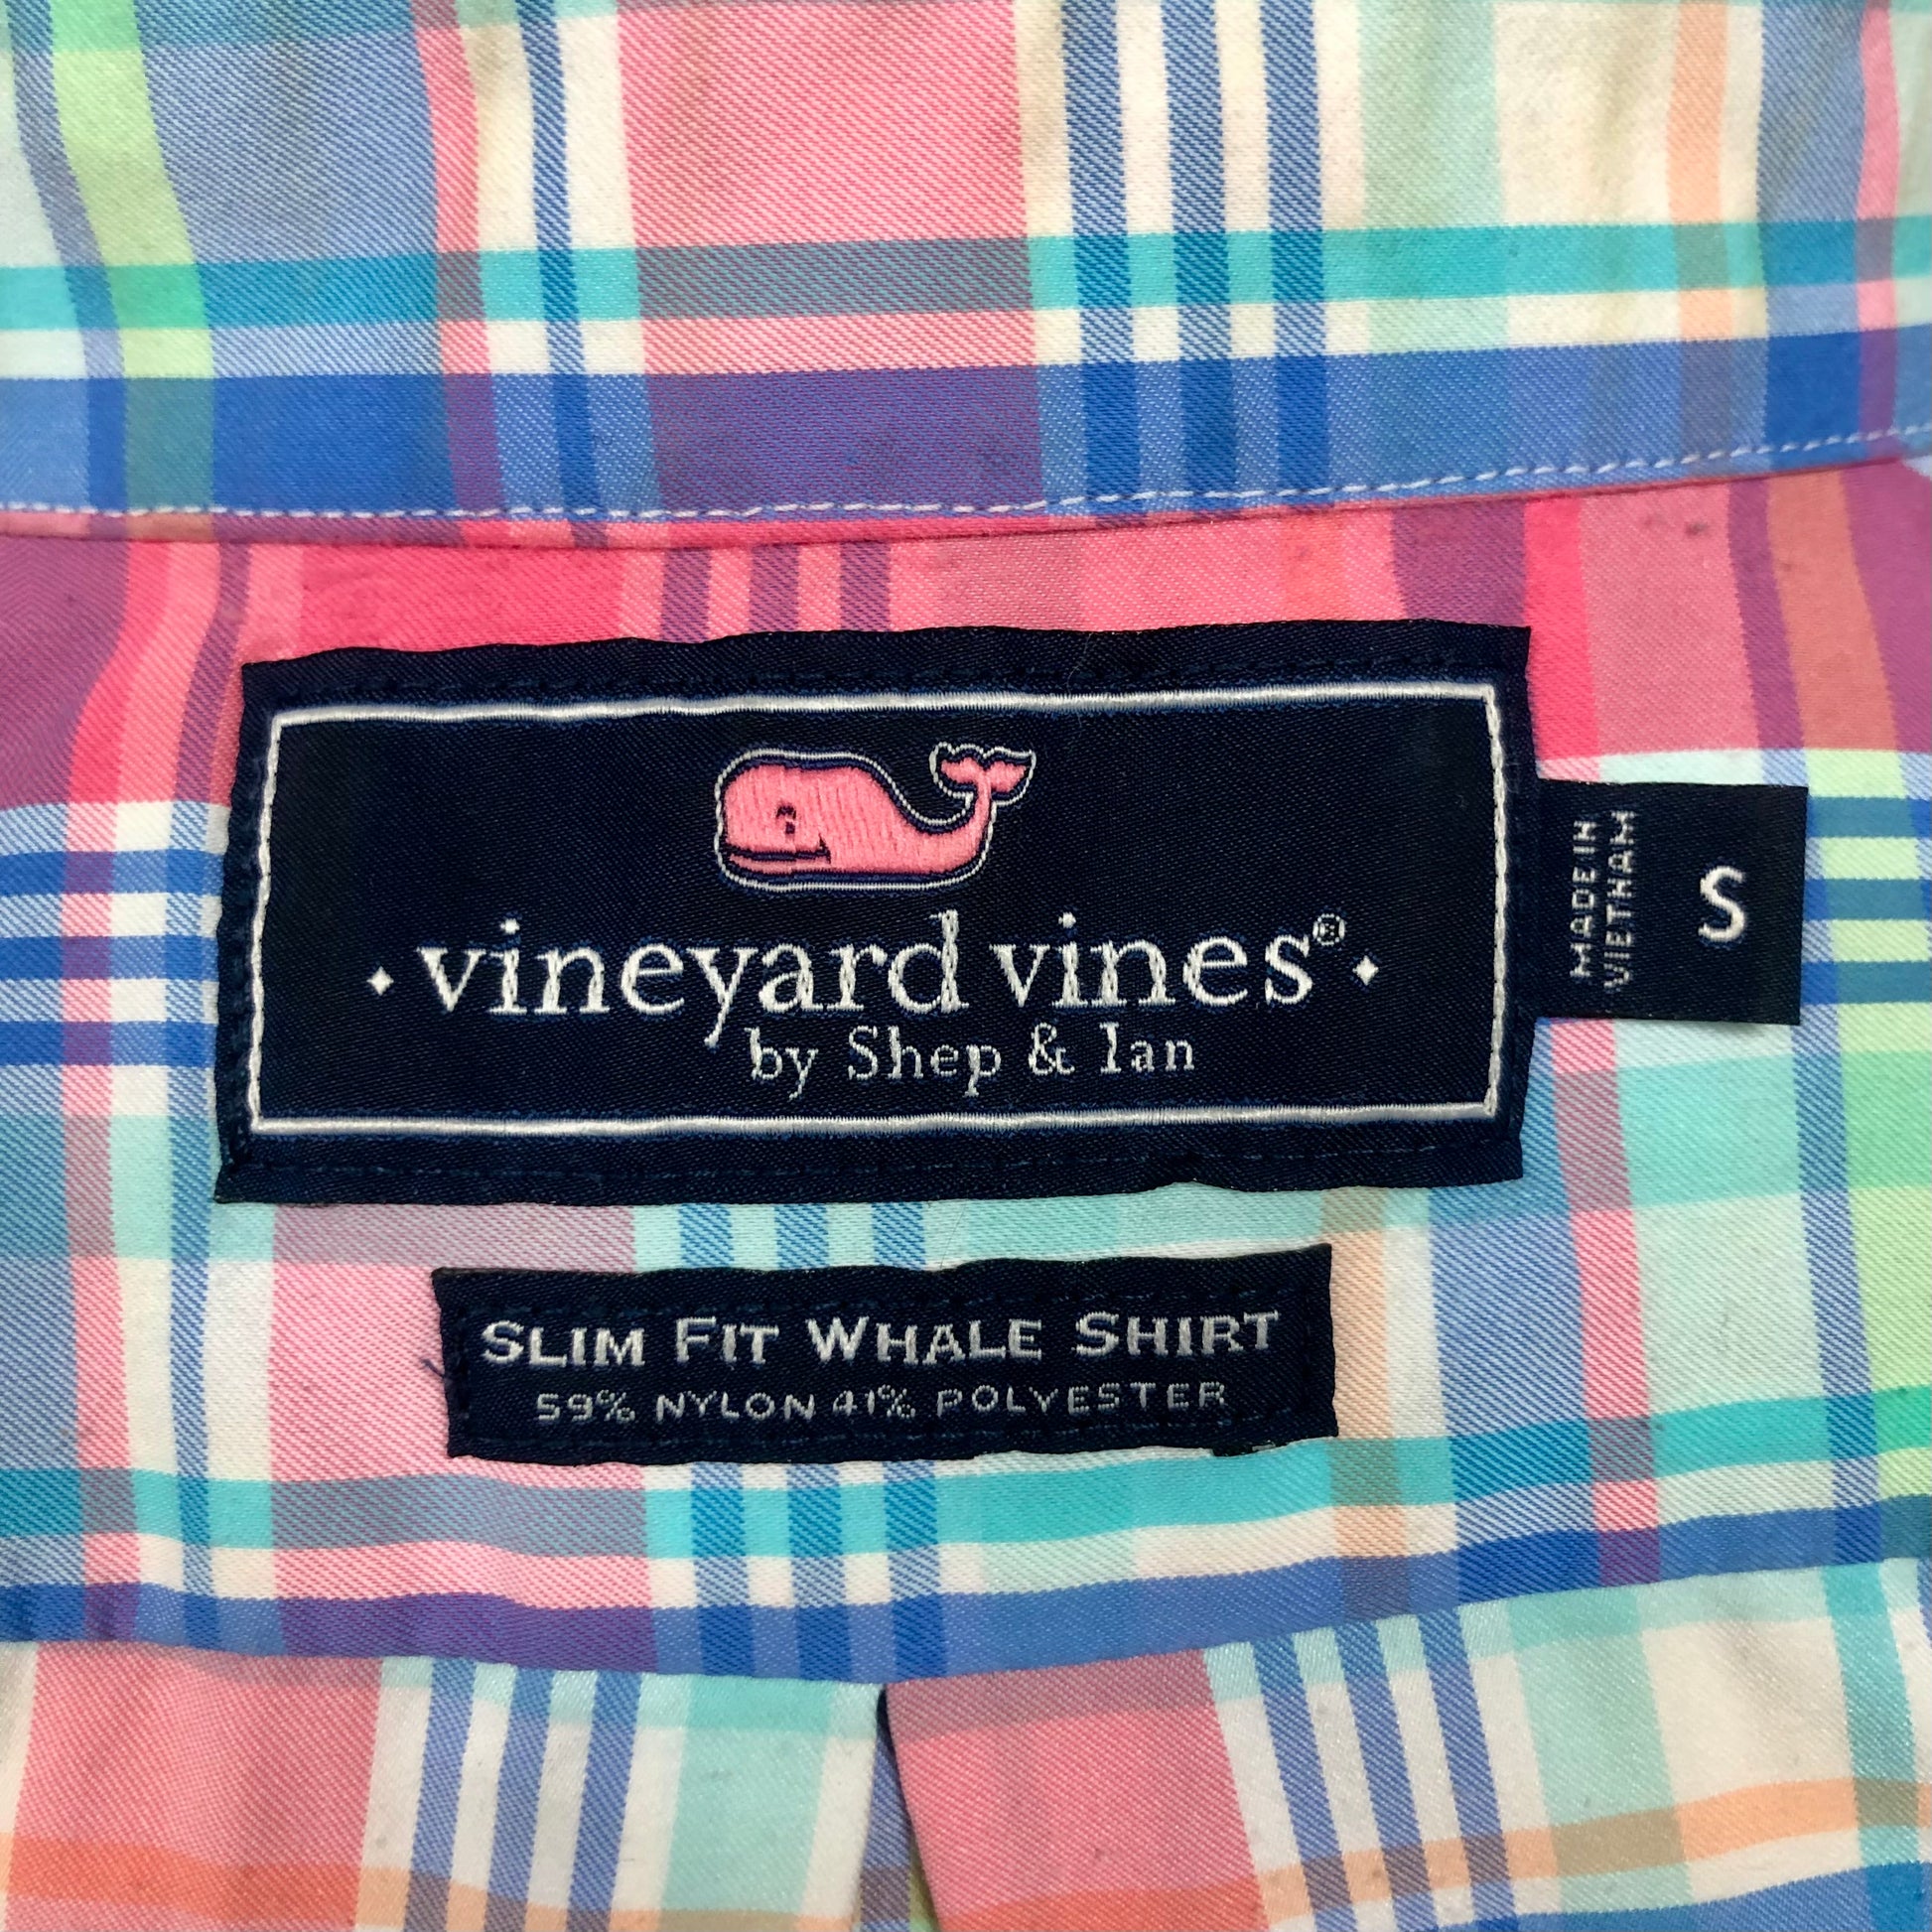 vineyard vines®
by Shep & Ian
MADE IN
VIETNAM
S
SLIM FIT WHALE SHIRT
59% NYLON 41% POLYESTER